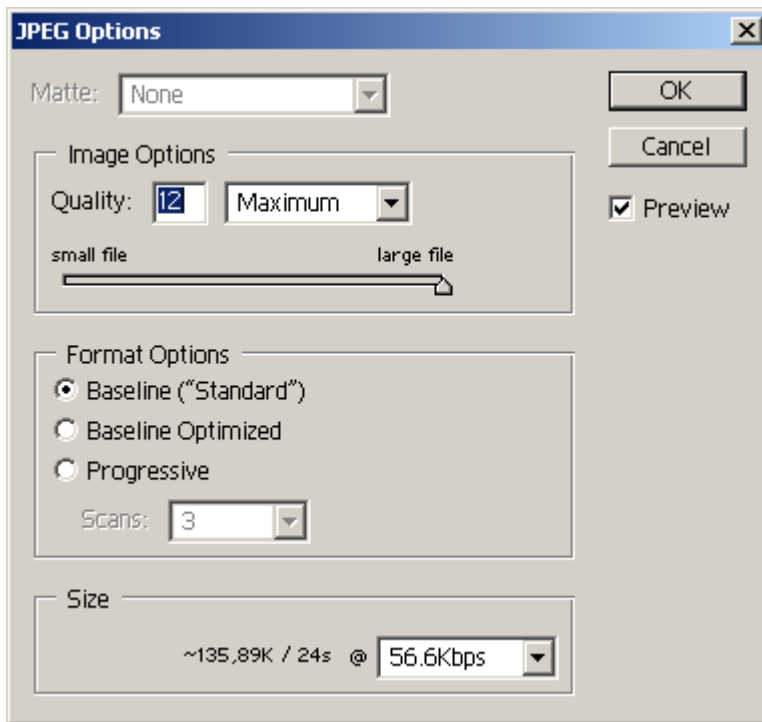 JPEG Options
Matte: None
OK
Cancel
Preview
Image Options
Quality: 12 Maximum
small file large file
Format Options
Baseline (“Standard”)
Baseline Optimized
Progressive
Scans: 3
Size
~135,89K / 24s @ 56.6Kbps